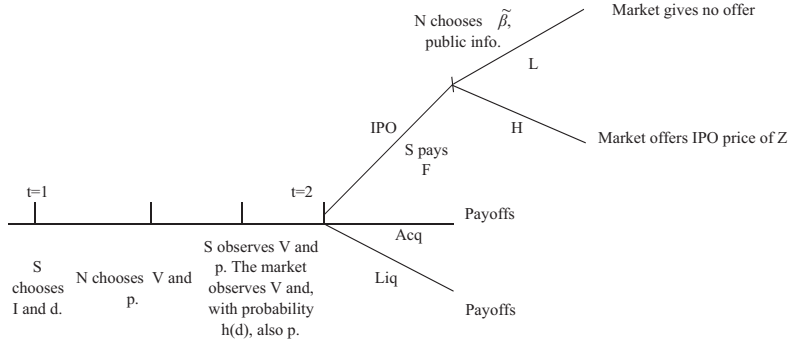 N chooses β̃,
public info.
Market gives no offer
L
IPO
H
Market offers IPO price of Z
S pays
F
t=1
t=2
Payoffs
Acq
S
chooses
I and d.
N chooses V and
p.
S observes V and
p. The market
observes V and,
with probability
h(d), also p.
Liq
Payoffs